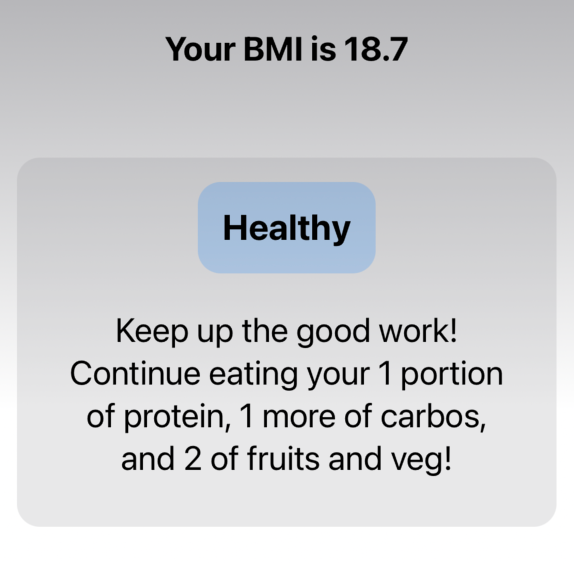 Your BMI is 18.7
Healthy
Keep up the good work!
Continue eating your 1 portion
of protein, 1 more of carbos,
and 2 of fruits and veg!